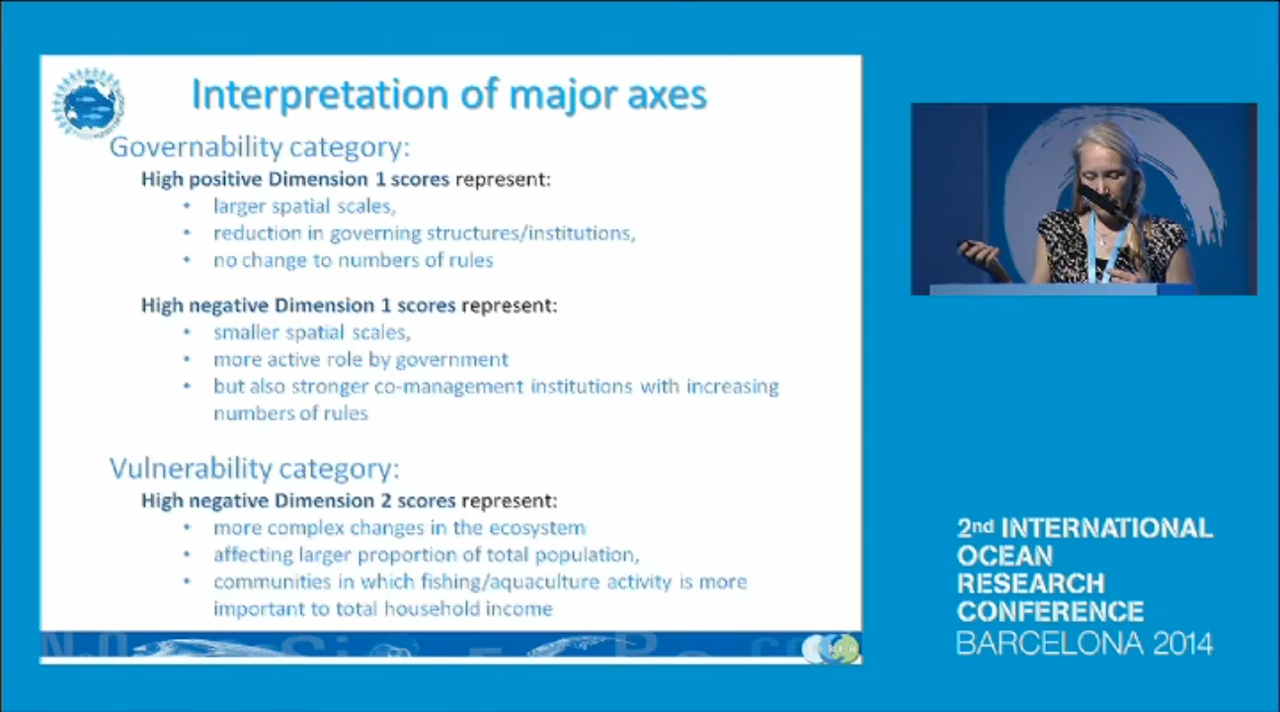 Interpretation of major axes
Governability category:
High positive Dimension 1 scores represent:
• larger spatial scales,
• reduction in governing structures/institutions,
• no change to numbers of rules
High negative Dimension 1 scores represent:
• smaller spatial scales,
• more active role by government
• but also stronger co-management institutions with increasing
numbers of rules
Vulnerability category:
High negative Dimension 2 scores represent:
• more complex changes in the ecosystem
• affecting larger proportion of total population,
• communities in which fishing/aquaculture activity is more
important to total household income
2nd INTERNATIONAL
OCEAN
RESEARCH
CONFERENCE
BARCELONA 2014